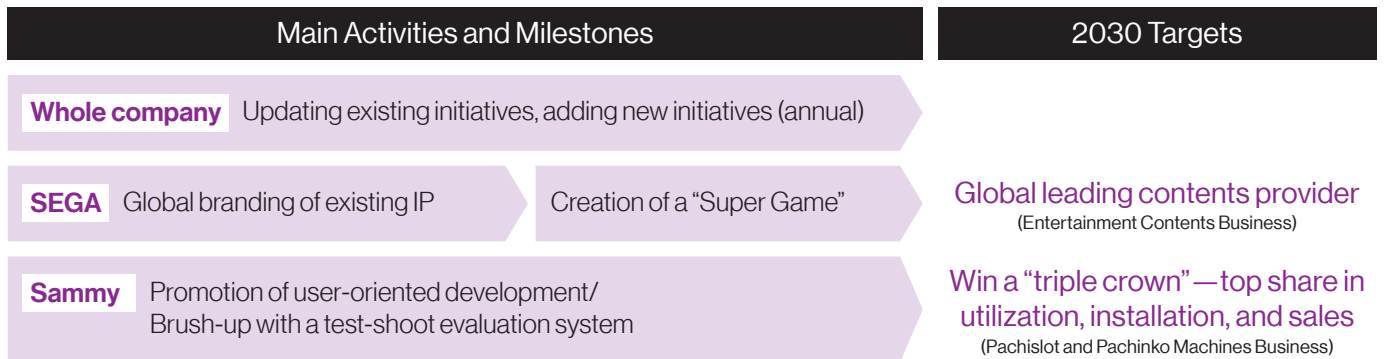 Main Activities and Milestones
2030 Targets
Whole company Updating existing initiatives, adding new initiatives (annual)
SEGA Global branding of existing IP
Creation of a “Super Game”
Global leading contents provider
(Entertainment Contents Business)
Sammy Promotion of user-oriented development/
Brush-up with a test-shoot evaluation system
Win a “triple crown”—top share in
utilization, installation, and sales
(Pachislot and Pachinko Machines Business)